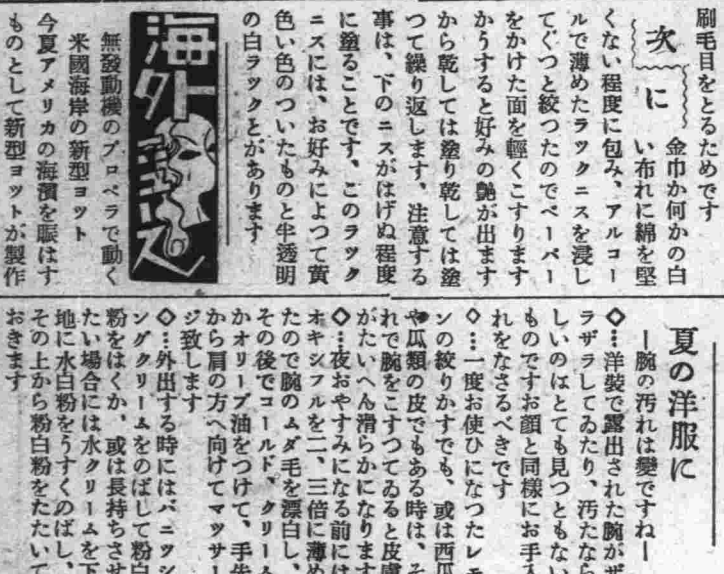 刷毛目をとるためです
次に
金巾か何かの白
い布れに綿を堅
くない程度に包み、アルコー
ルで薄めたラックニスを浸し
てぐつと絞つたのでペーパー
をかけた面を輕くこすります
かうすると好みの艶が出ます
から乾しては塗り乾しては塗
つて繰り返します、注意する
事は、下のニスがはげぬ程度
に塗ることです、このラック
ニスには、お好みによつて黄
色い色のついたものと半透明
の白ラックとがあります
海外ニュース
無發動機のプロペラで動く
米國海岸の新型ヨット
今夏アメリカの海濱を賑はす
ものとして新型ヨットが製作
夏の洋服に
―腕の汚れは變ですね―
◇…洋装で露出された腕がザ
ラザラしてゐたり、汚たなら
しいのはとても見つともない
ものですお顔と同樣にお手入
れをなさるべきです
◇…一度お使ひになつたレモ
ンの絞りかすでも、或は西瓜
や瓜類の皮でもある時は、そ
れで腕をこすつてゐると皮膚
がたいへん滑らかになります
◇…夜おやすみになる前には
オキシフルを二、三倍に薄め
たので腕のムダ毛を漂白し、
その後でコールド、クリーム
かオリーブ油をつけて、手先
から肩の方へ向けてマッサー
ジ致します
◇…外出する時にはバニッシ
ングクリームをのばして粉白
粉をはくか、或は長持ちさせ
たい場合には水クリームを下
地に水白粉をうすくのばし、
その上から粉白粉をたたいて
おきます